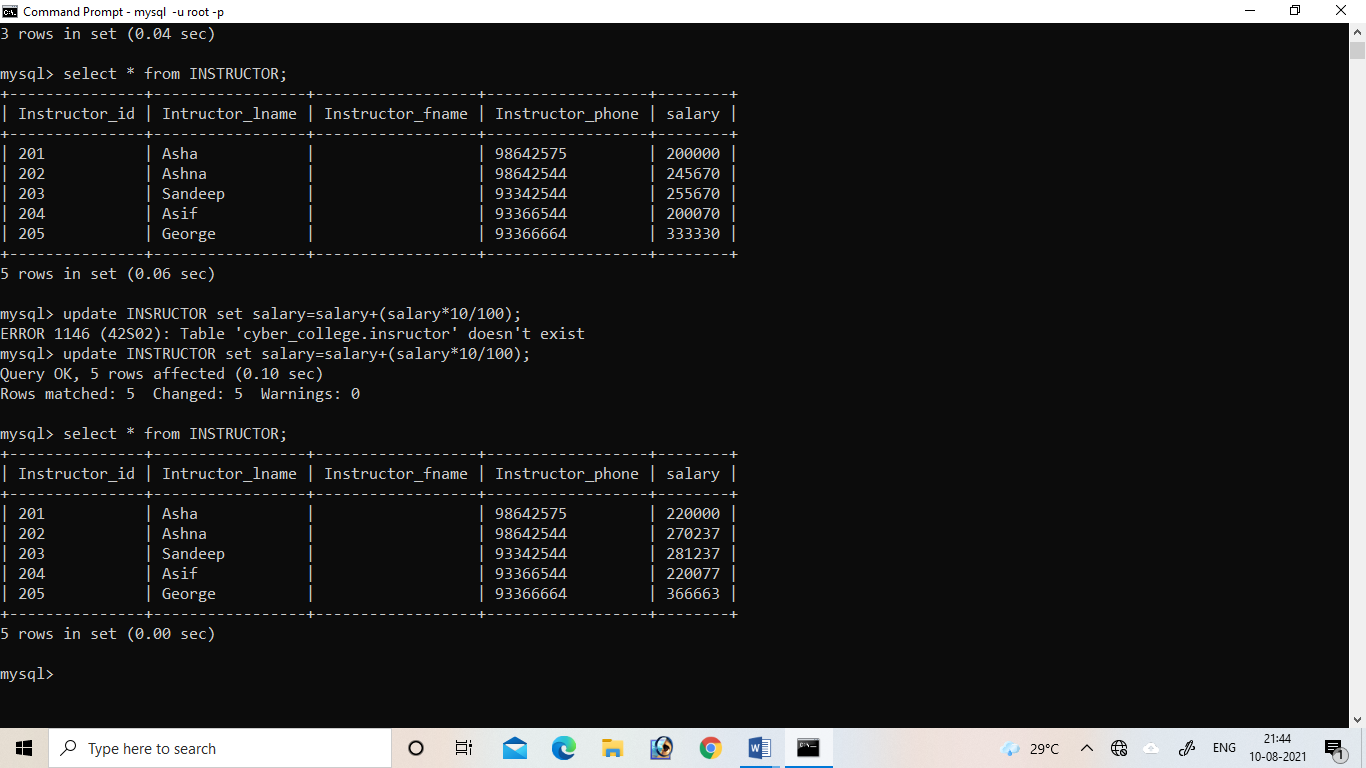 Command Prompt - mysql -u root -p
3 rows in set (0.04 sec)
mysql> select * from INSTRUCTOR;
+---------------+-----------------+------------------+------------------+--------+
| Instructor_id | Intructor_lname | Instructor_fname | Instructor_phone | salary |
+---------------+-----------------+------------------+------------------+--------+
| 201           | Asha            |                  | 98642575         | 200000 |
| 202           | Ashna           |                  | 98642544         | 245670 |
| 203           | Sandeep         |                  | 93342544         | 255670 |
| 204           | Asif            |                  | 93366544         | 200070 |
| 205           | George          |                  | 93366664         | 333330 |
+---------------+-----------------+------------------+------------------+--------+
5 rows in set (0.06 sec)
mysql> update INSRUCTOR set salary=salary+(salary*10/100);
ERROR 1146 (42S02): Table 'cyber_college.insructor' doesn't exist
mysql> update INSTRUCTOR set salary=salary+(salary*10/100);
Query OK, 5 rows affected (0.10 sec)
Rows matched: 5  Changed: 5  Warnings: 0
mysql> select * from INSTRUCTOR;
+---------------+-----------------+------------------+------------------+--------+
| Instructor_id | Intructor_lname | Instructor_fname | Instructor_phone | salary |
+---------------+-----------------+------------------+------------------+--------+
| 201           | Asha            |                  | 98642575         | 220000 |
| 202           | Ashna           |                  | 98642544         | 270237 |
| 203           | Sandeep         |                  | 93342544         | 281237 |
| 204           | Asif            |                  | 93366544         | 220077 |
| 205           | George          |                  | 93366664         | 366663 |
+---------------+-----------------+------------------+------------------+--------+
5 rows in set (0.00 sec)
mysql>
Type here to search
29°C
ENG
21:44
10-08-2021
1